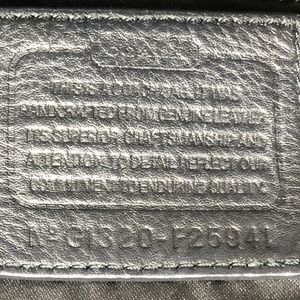 COACH
THIS IS A COACH BAG. IT WAS
HANDCRAFTED FROM GENUINE LEATHER.
ITS SUPERIOR CRAFTSMANSHIP AND
ATTENTION TO DETAIL REFLECT OUR
COMMITMENT TO ENDURING QUALITY.
Nº G1320-F25941